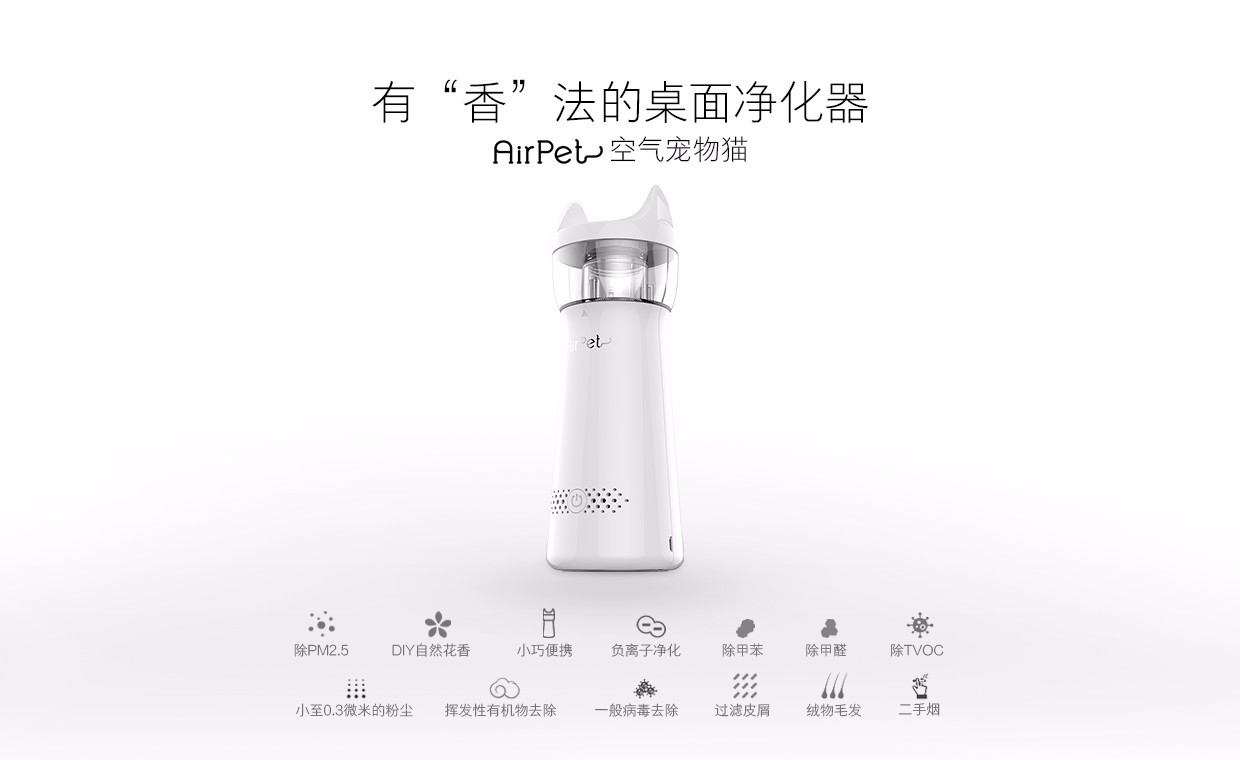 有“香”法的桌面净化器
AirPet 空气宠物猫
AirPet
除PM2.5 DIY自然花香 小巧便携 负离子净化 除甲苯 除甲醛 除TVOC
小至0.3微米的粉尘 挥发性有机物去除 一般病毒去除 过滤皮屑 绒物毛发 二手烟